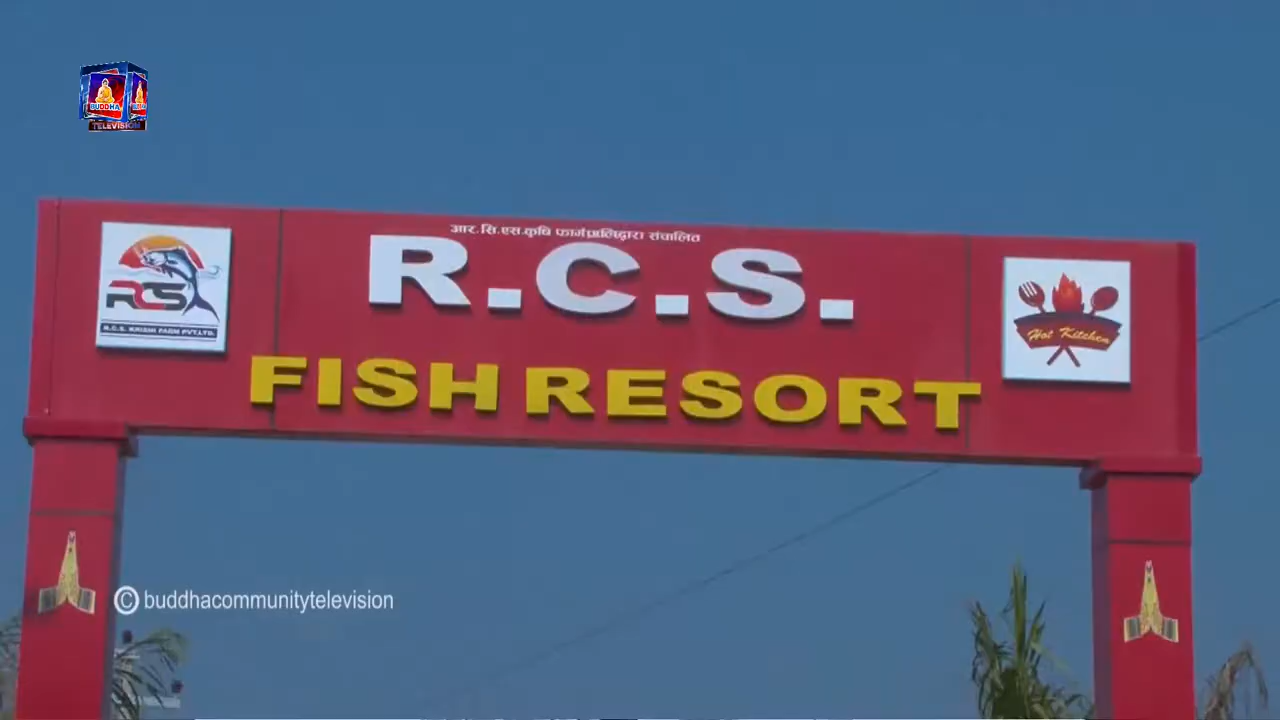 BUDDHA
TELEVISION
आर.सि.एस.कृषि फार्म प्रा.लि.द्वारा संचालित
R.C.S.
FISH RESORT
RCS
R.C.S. KRISHI FARM PVT.LTD.
Hot Kitchen
© buddhacommunitytelevision